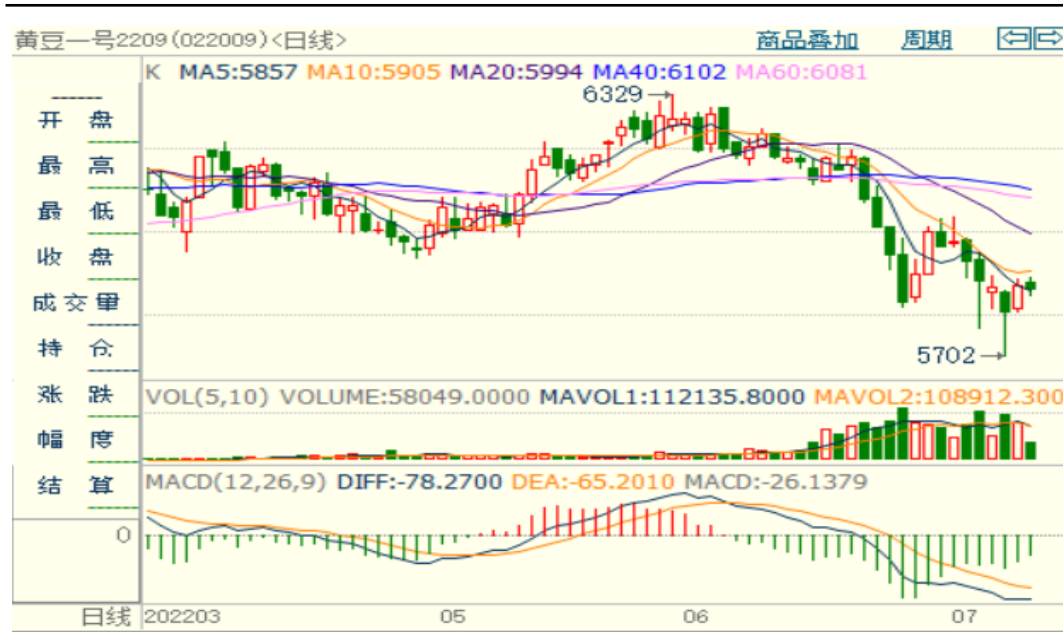 黄豆一号2209(022009)<日线> 商品叠加 周期
K MA5:5857 MA10:5905 MA20:5994 MA40:6102 MA60:6081
6329
开 盘
最 高
最 低
收 盘
成交量
持 仓
5702
涨 跌
VOL(5,10) VOLUME:58049.0000 MAVOL1:112135.8000 MAVOL2:108912.300
幅 度
结 算
MACD(12,26,9) DIFF:-78.2700 DEA:-65.2010 MACD:-26.1379
0
日线 202203 05 06 07